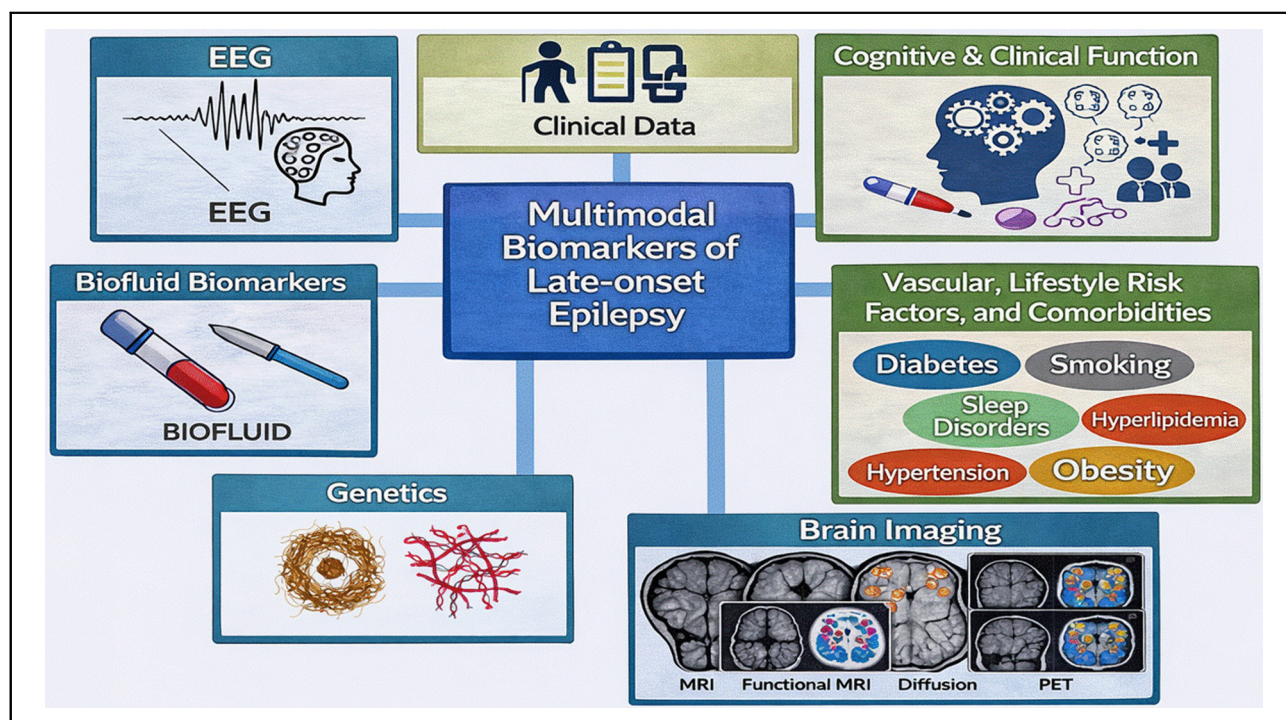 EEG
EEG
Clinical Data
Cognitive & Clinical Function
Multimodal
Biomarkers of
Late-onset
Epilepsy
Biofluid Biomarkers
BIOFLUID
Vascular, Lifestyle Risk
Factors, and Comorbidities
Diabetes
Smoking
Sleep
Disorders
Hyperlipidemia
Hypertension
Obesity
Genetics
Brain Imaging
MRI
Functional MRI
Diffusion
PET